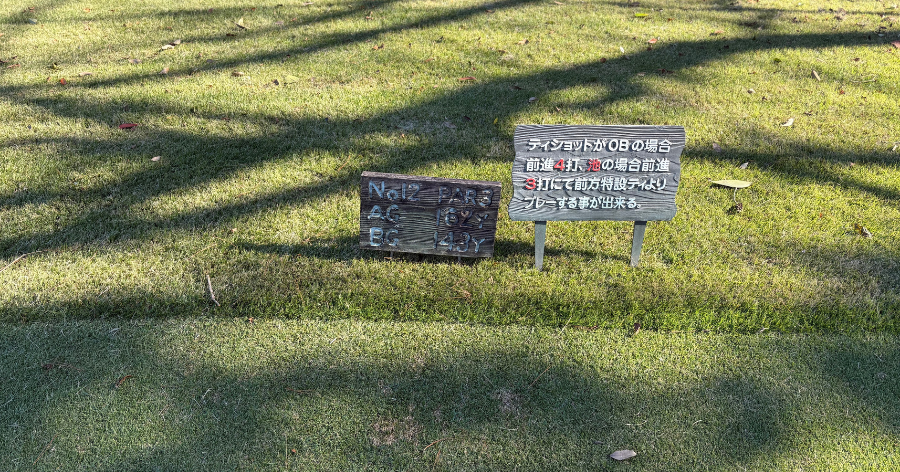 No12 PAR3
AG
BG 143Y
ティショットがOBの場合
前進4打、池の場合前進
3打にて前方特設ティより
プレーする事が出来る。